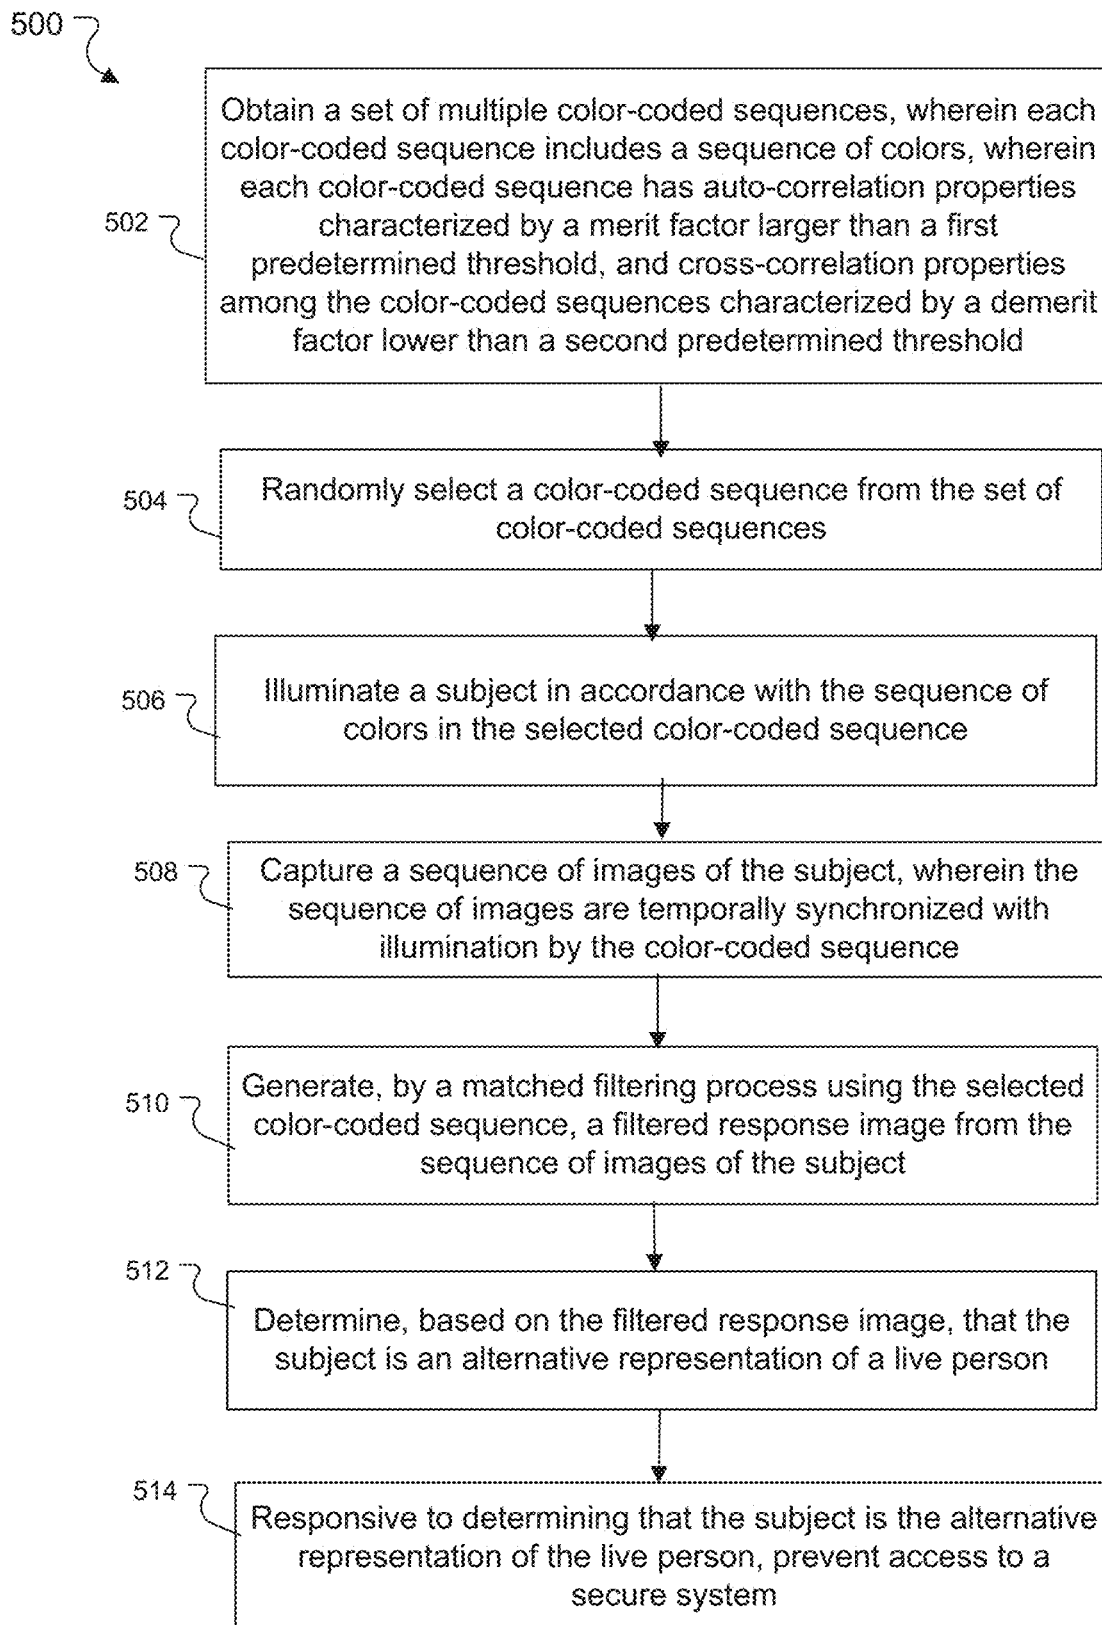 500
Obtain a set of multiple color-coded sequences, wherein each
color-coded sequence includes a sequence of colors, wherein
each color-coded sequence has auto-correlation properties
characterized by a merit factor larger than a first
predetermined threshold, and cross-correlation properties
among the color-coded sequences characterized by a demerit
factor lower than a second predetermined threshold
502
Randomly select a color-coded sequence from the set of
color-coded sequences
504
Illuminate a subject in accordance with the sequence of
colors in the selected color-coded sequence
506
Capture a sequence of images of the subject, wherein the
sequence of images are temporally synchronized with
illumination by the color-coded sequence
508
Generate, by a matched filtering process using the selected
color-coded sequence, a filtered response image from the
sequence of images of the subject
510
Determine, based on the filtered response image, that the
subject is an alternative representation of a live person
512
Responsive to determining that the subject is the alternative
representation of the live person, prevent access to a
secure system
514